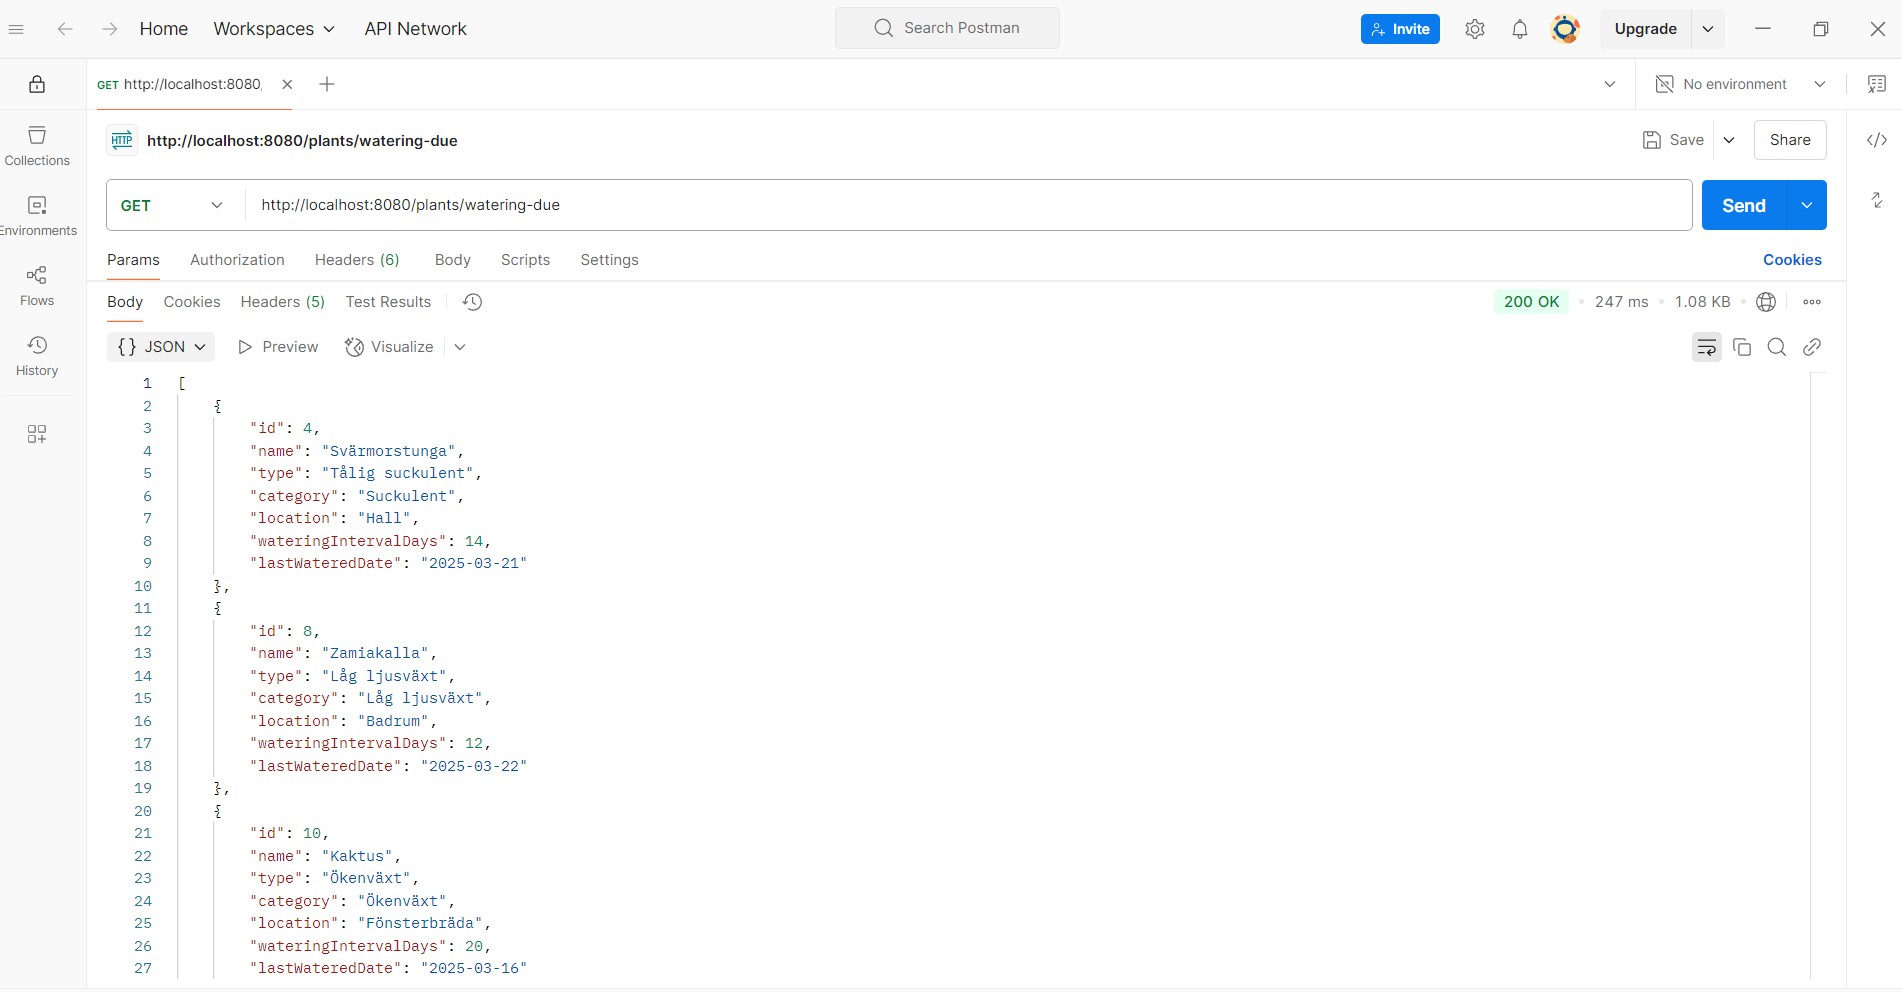 Home Workspaces API Network Search Postman Invite Upgrade
GET http://localhost:8080, No environment
HTTP http://localhost:8080/plants/watering-due Save Share
Collections
GET http://localhost:8080/plants/watering-due Send
Environments
Params Authorization Headers (6) Body Scripts Settings Cookies
Flows
Body Cookies Headers (5) Test Results 200 OK 247 ms 1.08 KB
{} JSON Preview Visualize
History
1 [
2 {
3 "id": 4,
4 "name": "Svärmorstunga",
5 "type": "Tålig suckulent",
6 "category": "Suckulent",
7 "location": "Hall",
8 "wateringIntervalDays": 14,
9 "lastWateredDate": "2025-03-21"
10 },
11 {
12 "id": 8,
13 "name": "Zamiakalla",
14 "type": "Låg ljusväxt",
15 "category": "Låg ljusväxt",
16 "location": "Badrum",
17 "wateringIntervalDays": 12,
18 "lastWateredDate": "2025-03-22"
19 },
20 {
21 "id": 10,
22 "name": "Kaktus",
23 "type": "Ökenväxt",
24 "category": "Ökenväxt",
25 "location": "Fönsterbräda",
26 "wateringIntervalDays": 20,
27 "lastWateredDate": "2025-03-16"